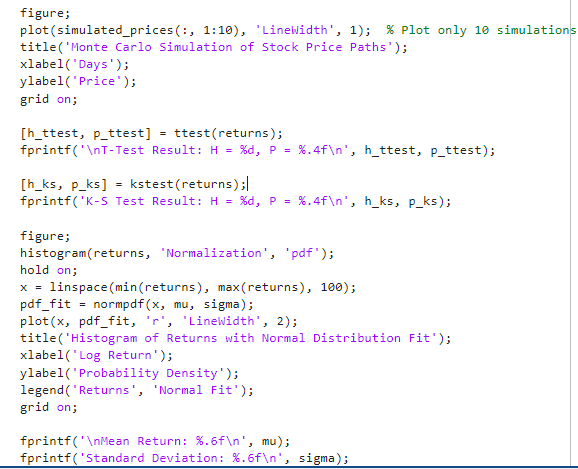 figure;
plot(simulated_prices(:, 1:10), 'LineWidth', 1);  % Plot only 10 simulations
title('Monte Carlo Simulation of Stock Price Paths');
xlabel('Days');
ylabel('Price');
grid on;
[h_ttest, p_ttest] = ttest(returns);
fprintf('\nT-Test Result: H = %d, P = %.4f\n', h_ttest, p_ttest);
[h_ks, p_ks] = kstest(returns);
fprintf('K-S Test Result: H = %d, P = %.4f\n', h_ks, p_ks);
figure;
histogram(returns, 'Normalization', 'pdf');
hold on;
x = linspace(min(returns), max(returns), 100);
pdf_fit = normpdf(x, mu, sigma);
plot(x, pdf_fit, 'r', 'LineWidth', 2);
title('Histogram of Returns with Normal Distribution Fit');
xlabel('Log Return');
ylabel('Probability Density');
legend('Returns', 'Normal Fit');
grid on;
fprintf('\nMean Return: %.6f\n', mu);
fprintf('Standard Deviation: %.6f\n', sigma);